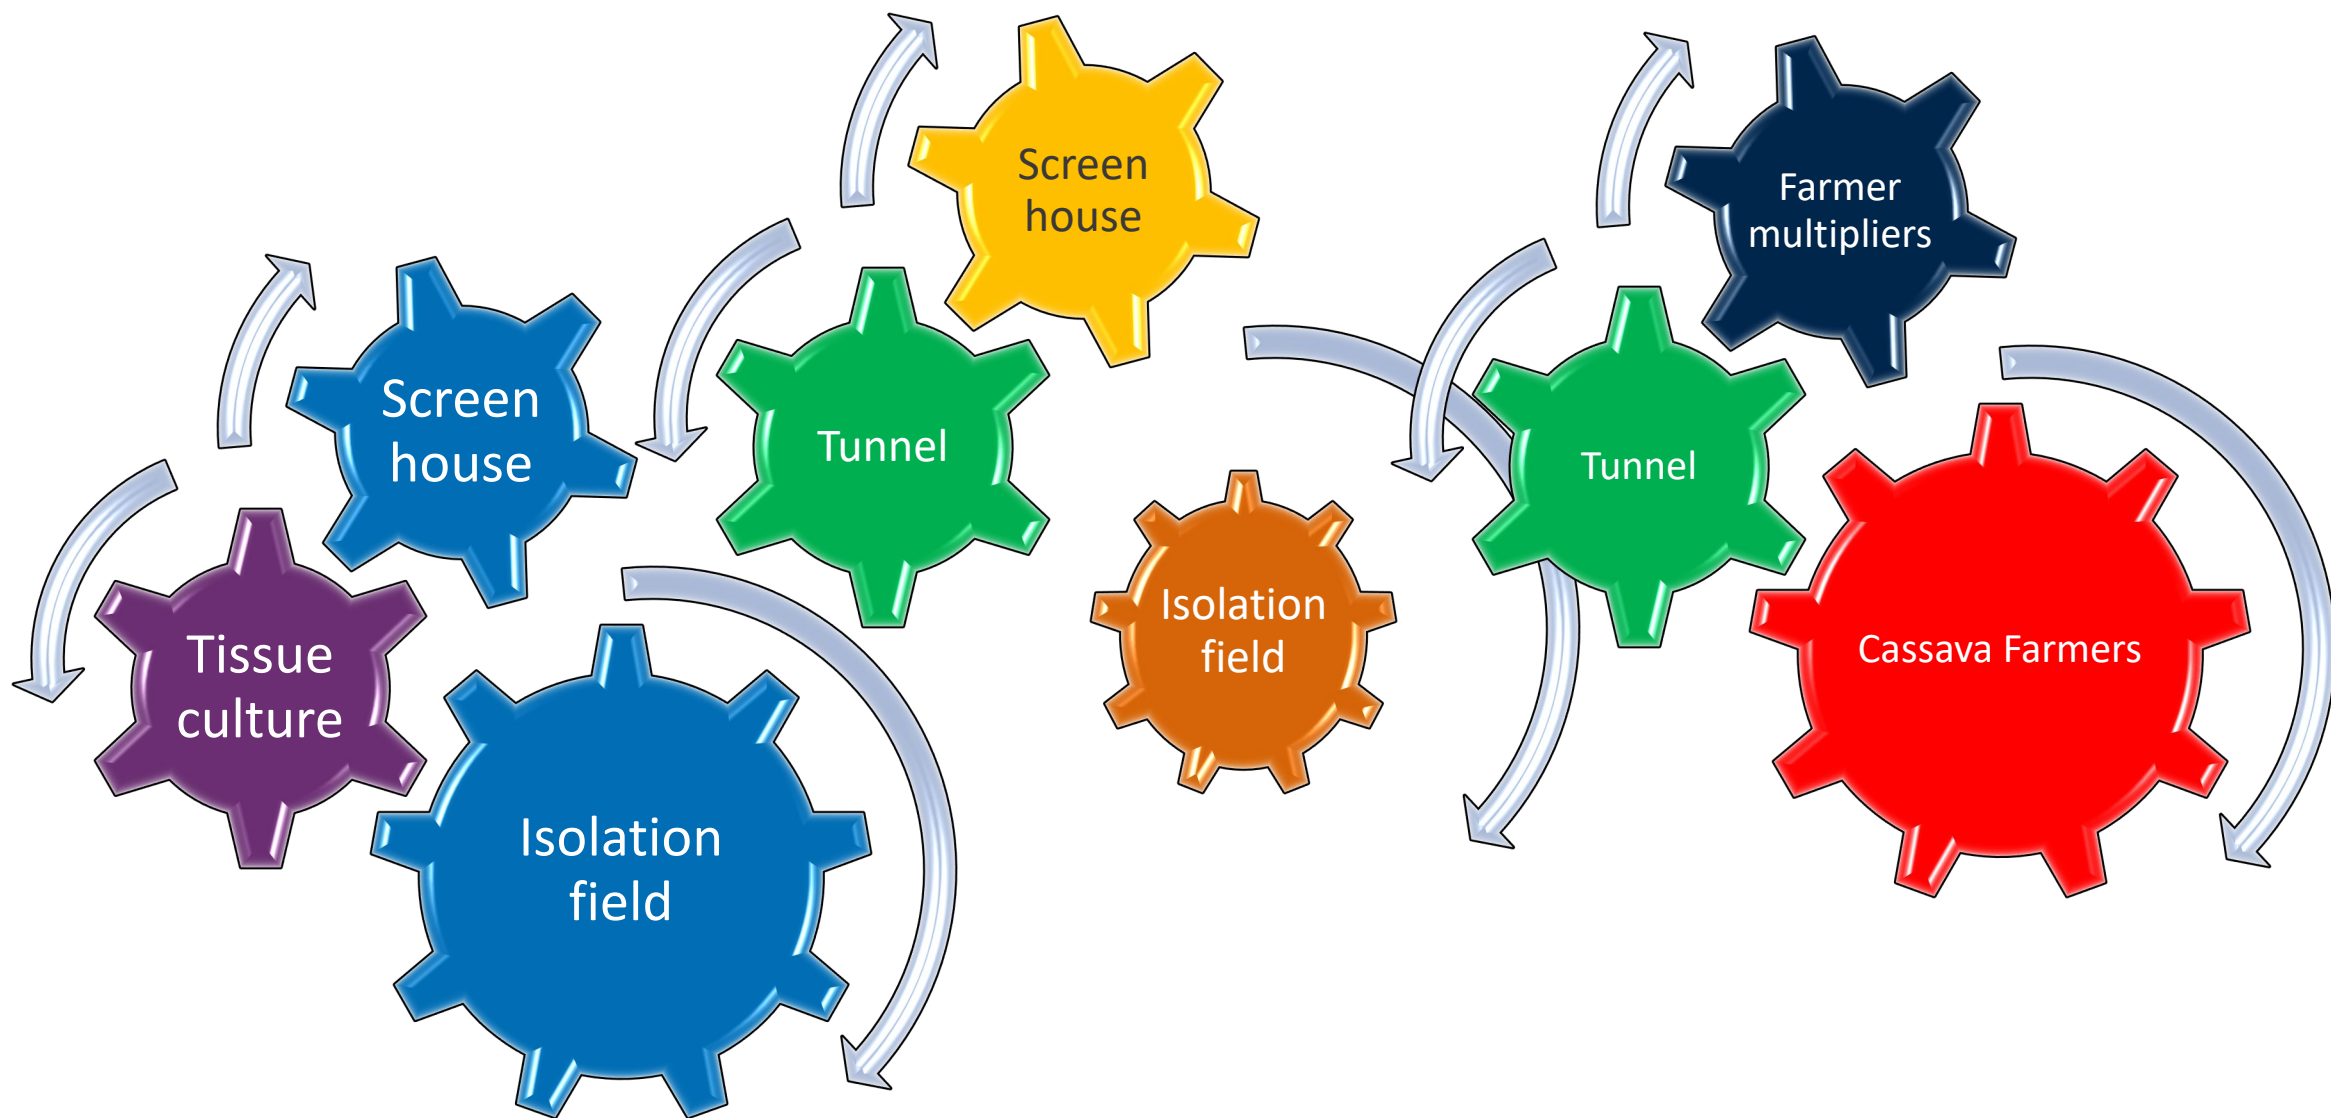 Screen
house
Tissue
culture
Isolation
field
Screen
house
Tunnel
Isolation
field
Farmer
multipliers
Tunnel
Cassava Farmers